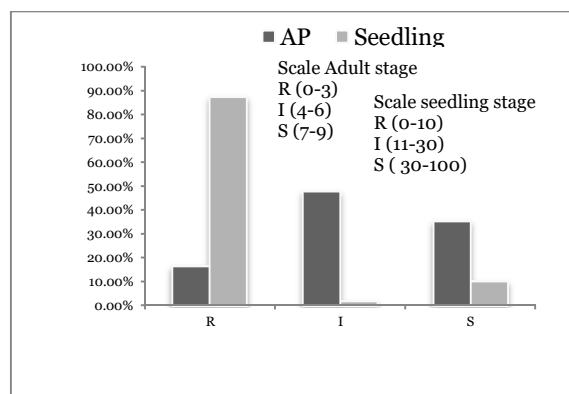 AP Seedling
Scale Adult stage
R (0-3)
I (4-6)
S (7-9)
Scale seedling stage
R (0-10)
I (11-30)
S ( 30-100)
100.00%
90.00%
80.00%
70.00%
60.00%
50.00%
40.00%
30.00%
20.00%
10.00%
0.00%
R I S